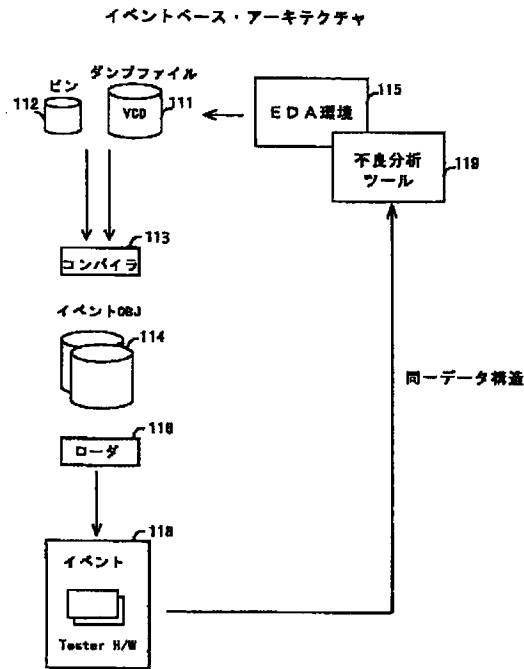 イベントベース・アーキテクチャ
ピン
ダンプファイル
112
VCD
111
EDA環境
115
不良分析
ツール
119
113
コンパイラ
イベントOBJ
114
同一データ構造
116
ローダ
118
イベント
Tester H/W